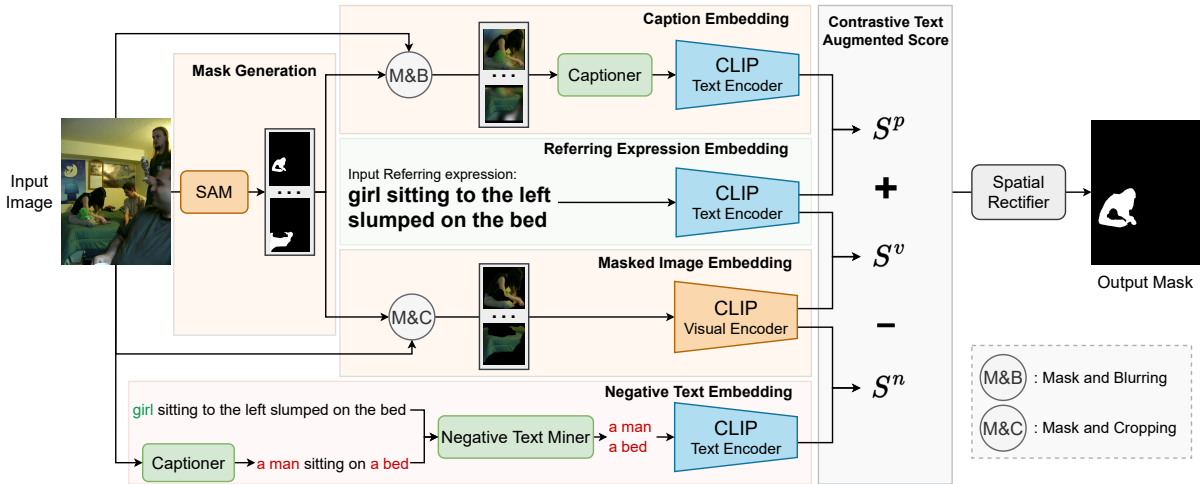 Caption Embedding
Contrastive Text
Augmented Score
Mask Generation
M&B
Captioner
CLIP
Text Encoder
S^p
Input
Image
SAM
Referring Expression Embedding
Input Referring expression:
girl sitting to the left
slumped on the bed
CLIP
Text Encoder
+
Spatial
Rectifier
Output Mask
Masked Image Embedding
M&C
CLIP
Visual Encoder
S^v
−
Negative Text Embedding
girl sitting to the left slumped on the bed
Captioner
a man sitting on a bed
Negative Text Miner
a man
a bed
CLIP
Text Encoder
S^n
M&B : Mask and Blurring
M&C : Mask and Cropping